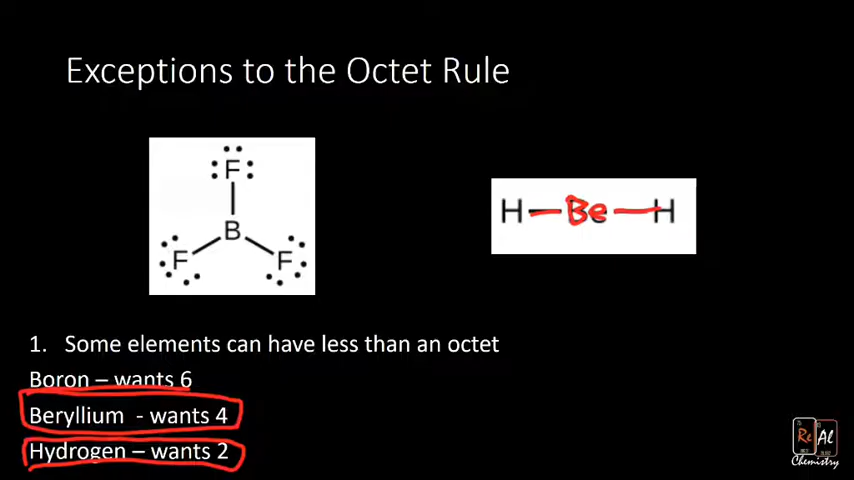 Exceptions to the Octet Rule
F
B
F F
H Be H
1. Some elements can have less than an octet
Boron – wants 6
Beryllium - wants 4
Hydrogen – wants 2
Re Al
Chemistry